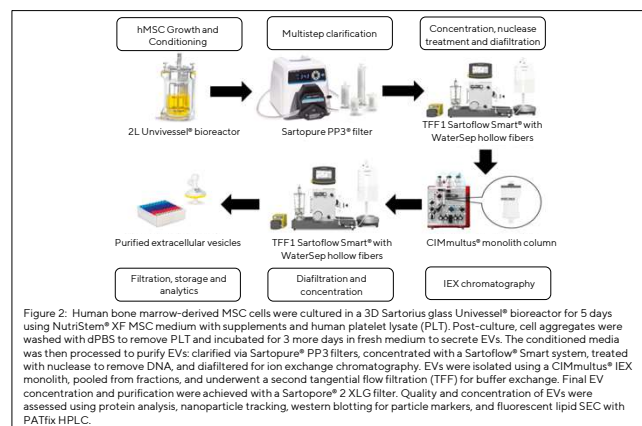 hMSC Growth and
Conditioning
Multistep clarification
Concentration, nuclease
treatment and diafiltration
2L Unvivessel® bioreactor
Sartopure PP3® filter
TFF1 Sartoflow Smart® with
WaterSep hollow fibers
Purified extracellular vesicles
TFF1 Sartoflow Smart® with
WaterSep hollow fibers
CIMmultus® monolith column
Filtration, storage and
analytics
Diafiltration and
concentration
IEX chromatography
Figure 2: Human bone marrow-derived MSC cells were cultured in a 3D Sartorius glass Univessel® bioreactor for 5 days
using NutriStem® XF MSC medium with supplements and human platelet lysate (PLT). Post-culture, cell aggregates were
washed with dPBS to remove PLT and incubated for 3 more days in fresh medium to secrete EVs. The conditioned media
was then processed to purify EVs: clarified via Sartopure® PP3 filters, concentrated with a Sartoflow® Smart system, treated
with nuclease to remove DNA, and diafiltered for ion exchange chromatography. EVs were isolated using a CIMmultus® IEX
monolith, pooled from fractions, and underwent a second tangential flow filtration (TFF) for buffer exchange. Final EV
concentration and purification were achieved with a Sartopore® 2 XLG filter. Quality and concentration of EVs were
assessed using protein analysis, nanoparticle tracking, western blotting for particle markers, and fluorescent lipid SEC with
PATfix HPLC.